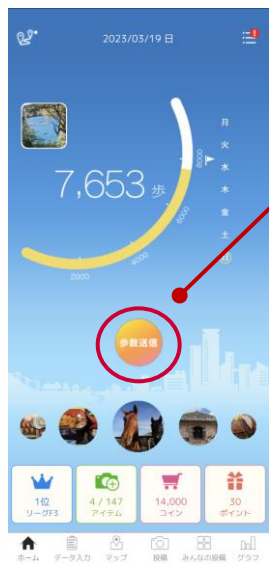 2023/03/19 日
月
火
水
木
金
土
日
7,653 歩
2000
4000
6000
8000
歩数送信
1位
リーグF3
4 / 147
アイテム
14,000
コイン
30
ポイント
ホーム
データ入力
マップ
投稿
みんなの投稿
グラフ